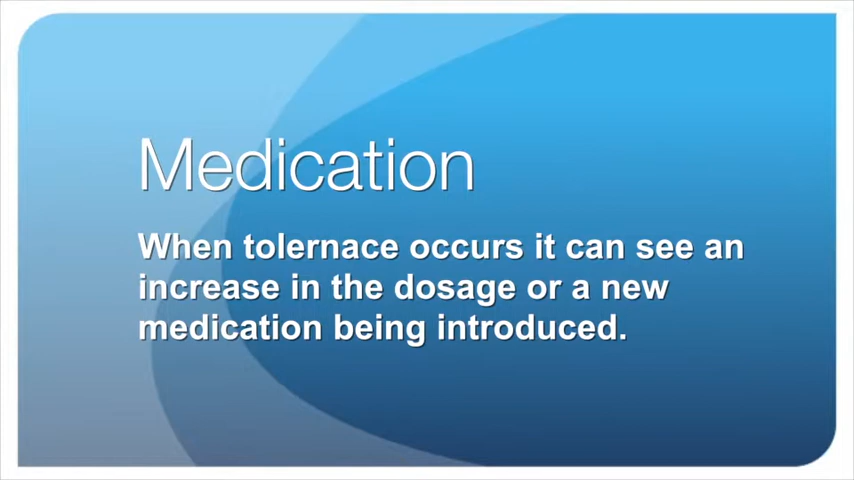 Medication
When tolernace occurs it can see an
increase in the dosage or a new
medication being introduced.